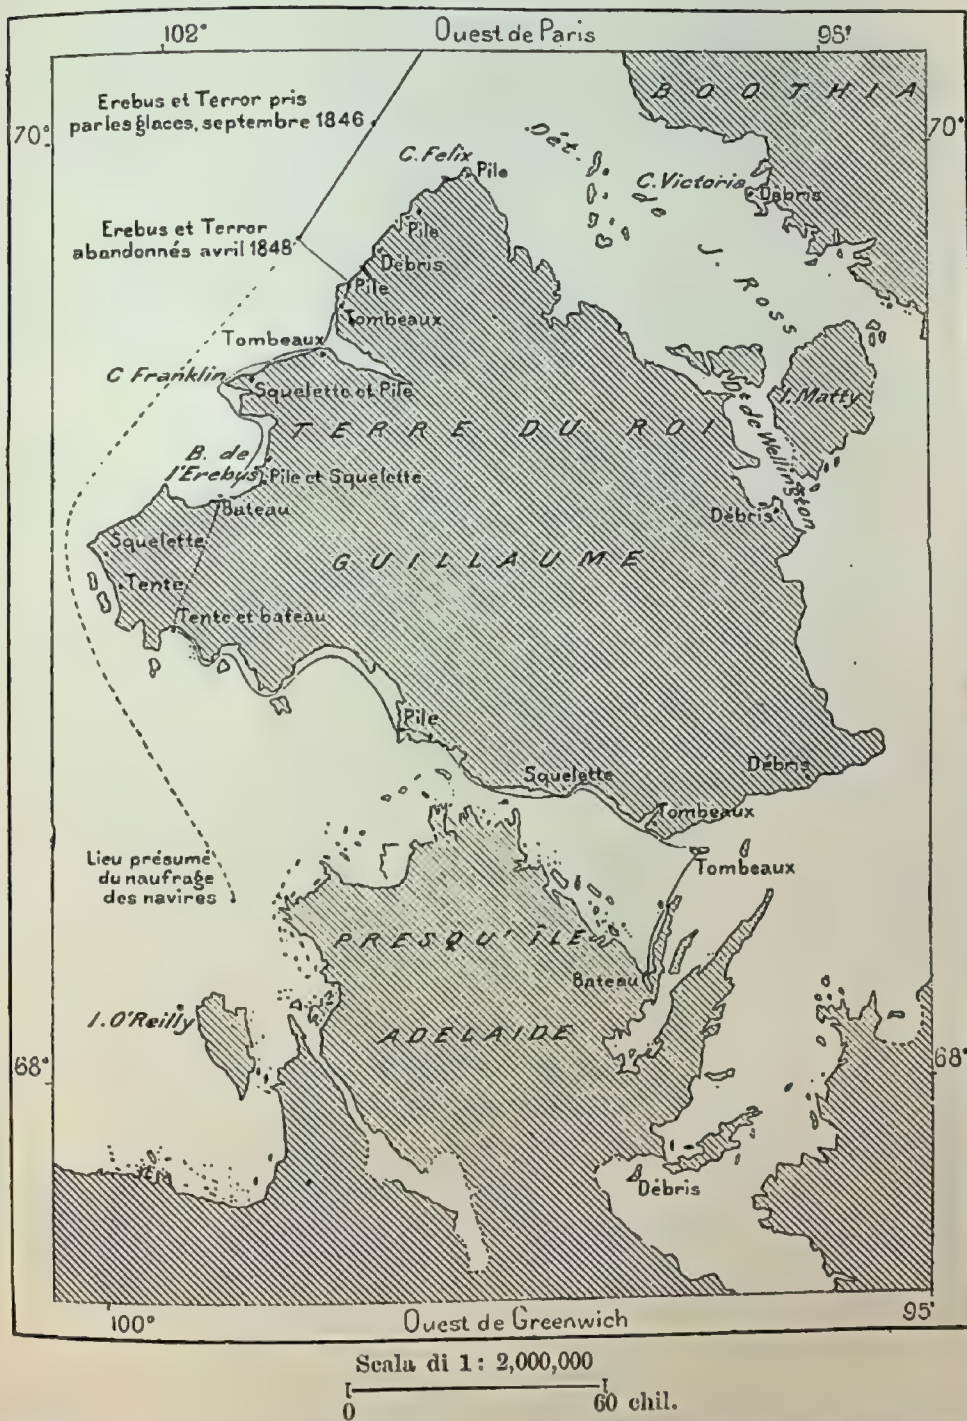 102° Ouest de Paris 98°
BOOTHIA
Erebus et Terror pris
par les glaces, septembre 1846
70° 70°
Dét. de J. Ross
C. Felix
Pile
C. Victoria
Débris
Erebus et Terror
abandonnés avril 1848
Pile
Débris
Pile
Tombeaux
Tombeaux
C Franklin
Squelette et Pile
I. Matty
Dt de Wellington
TERRE DU ROI
B. de
l'Erebus
Pile et Squelette
Bateau
Débris
Squelette
GUILLAUME
Tente
Tente et bateau
Pile
Squelette
Débris
Tombeaux
Lieu présumé
du naufrage
des navires
Tombeaux
PRESQU'ÎLE
Bateau
I. O'Reilly
ADELAIDE
68° 68°
Débris
100° Ouest de Greenwich 95°
Scala di 1: 2,000,000
0 60 chil.